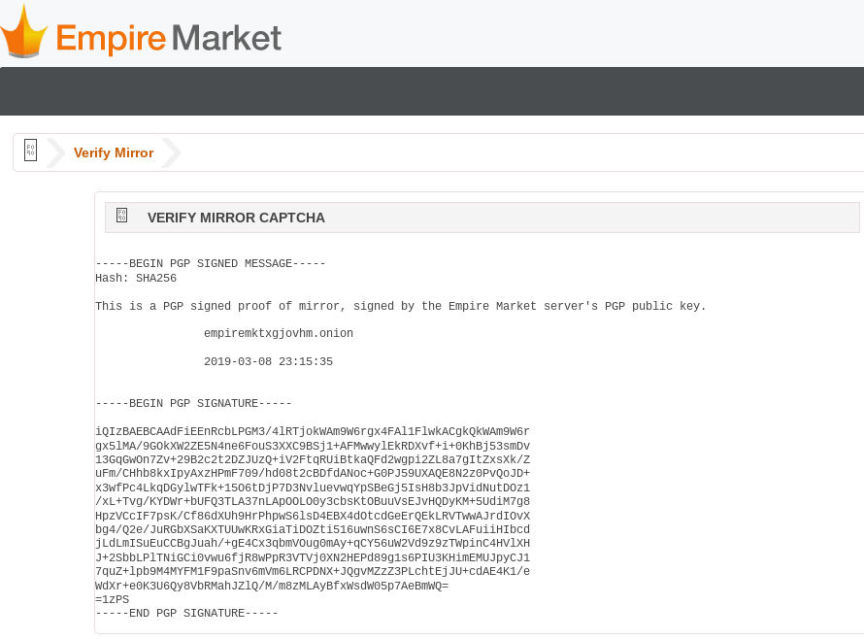 Empire Market
Verify Mirror
VERIFY MIRROR CAPTCHA
-----BEGIN PGP SIGNED MESSAGE-----
Hash: SHA256
This is a PGP signed proof of mirror, signed by the Empire Market server's PGP public key.
empiremktxgjovhm.onion
2019-03-08 23:15:35
-----BEGIN PGP SIGNATURE-----
iQIzBAEBCAAdFiEEnRcbLPGM3/4lRTjokWAm9W6rgx4FAl1FlwkACgkQkWAm9W6r
gx5lMA/9GOkXW2ZE5N4ne6FouS3XXC9BSj1+AFMwwylEkRDXvf+i+0KhBj53smDv
13GqGwOn7Zv+29B2c2t2DZJUzQ+iV2FtqRUiBtkaQFd2wgpi2ZL8a7gItZxsXk/Z
uFm/CHhb8kxIpyAxzHPmF709/hd08t2cBDfdANoc+G0PJ59UXAQE8N2z0PvQoJD+
x3wfPc4LkqDGylwTFk+15O6tDjP7D3NvluevwqYpSBeGj5IsH8b3JpVidNutDOz1
/xL+Tvg/KYDWr+bUFQ3TLA37nLApOOLO0y3cbsKtOBuuVsEJvHQDyKM+5UdiM7g8
HpzVCcIF7psK/Cf86dXUh9HrPhpwS6lsD4EBX4dOtcdGeErQEkLRVTwwAJrdIOvX
bg4/Q2e/JuRGbXSaKXTUUwKRxGiaTiDOZti516uwnS6sCI6E7x8CvLAFuiiHIbcd
jLdLmISuEuCCBgJuah/+gE4Cx3qbmVOug0mAy+qCY56uW2Vd9z9zTWpinC4HVlXH
J+2SbbLPlTNiGCi0vwu6fjR8wPpR3VTVj0XN2HEPd89g1s6PIU3KHimEMUJpyCJ1
7quZ+lpb9M4MYFM1F9paSnv6mVm6LRCPDNX+JQgvMZzZ3PLchtEjJU+cdAE4K1/e
WdXr+e0K3U6Qy8VbRMahJZlQ/M/m8zMLAyBfxWsdW05p7AeBmWQ=
=1zPS
-----END PGP SIGNATURE-----